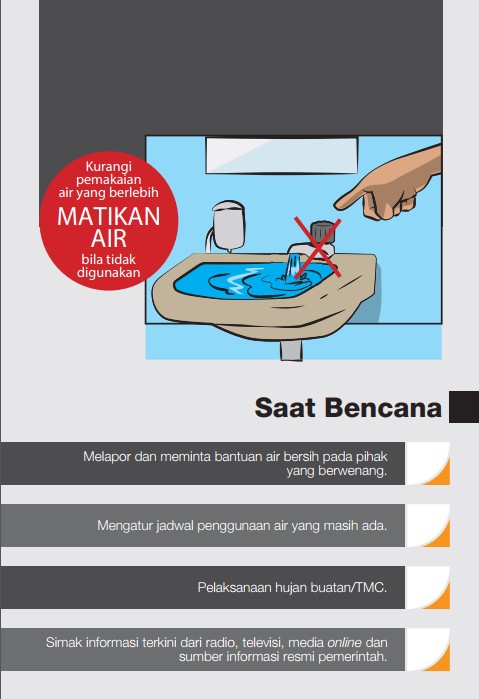 Kurangi
pemakaian
air yang berlebih
MATIKAN
AIR
bila tidak
digunakan
Saat Bencana
Melapor dan meminta bantuan air bersih pada pihak
yang berwenang.
Mengatur jadwal penggunaan air yang masih ada.
Pelaksanaan hujan buatan/TMC.
Simak informasi terkini dari radio, televisi, media online dan
sumber informasi resmi pemerintah.